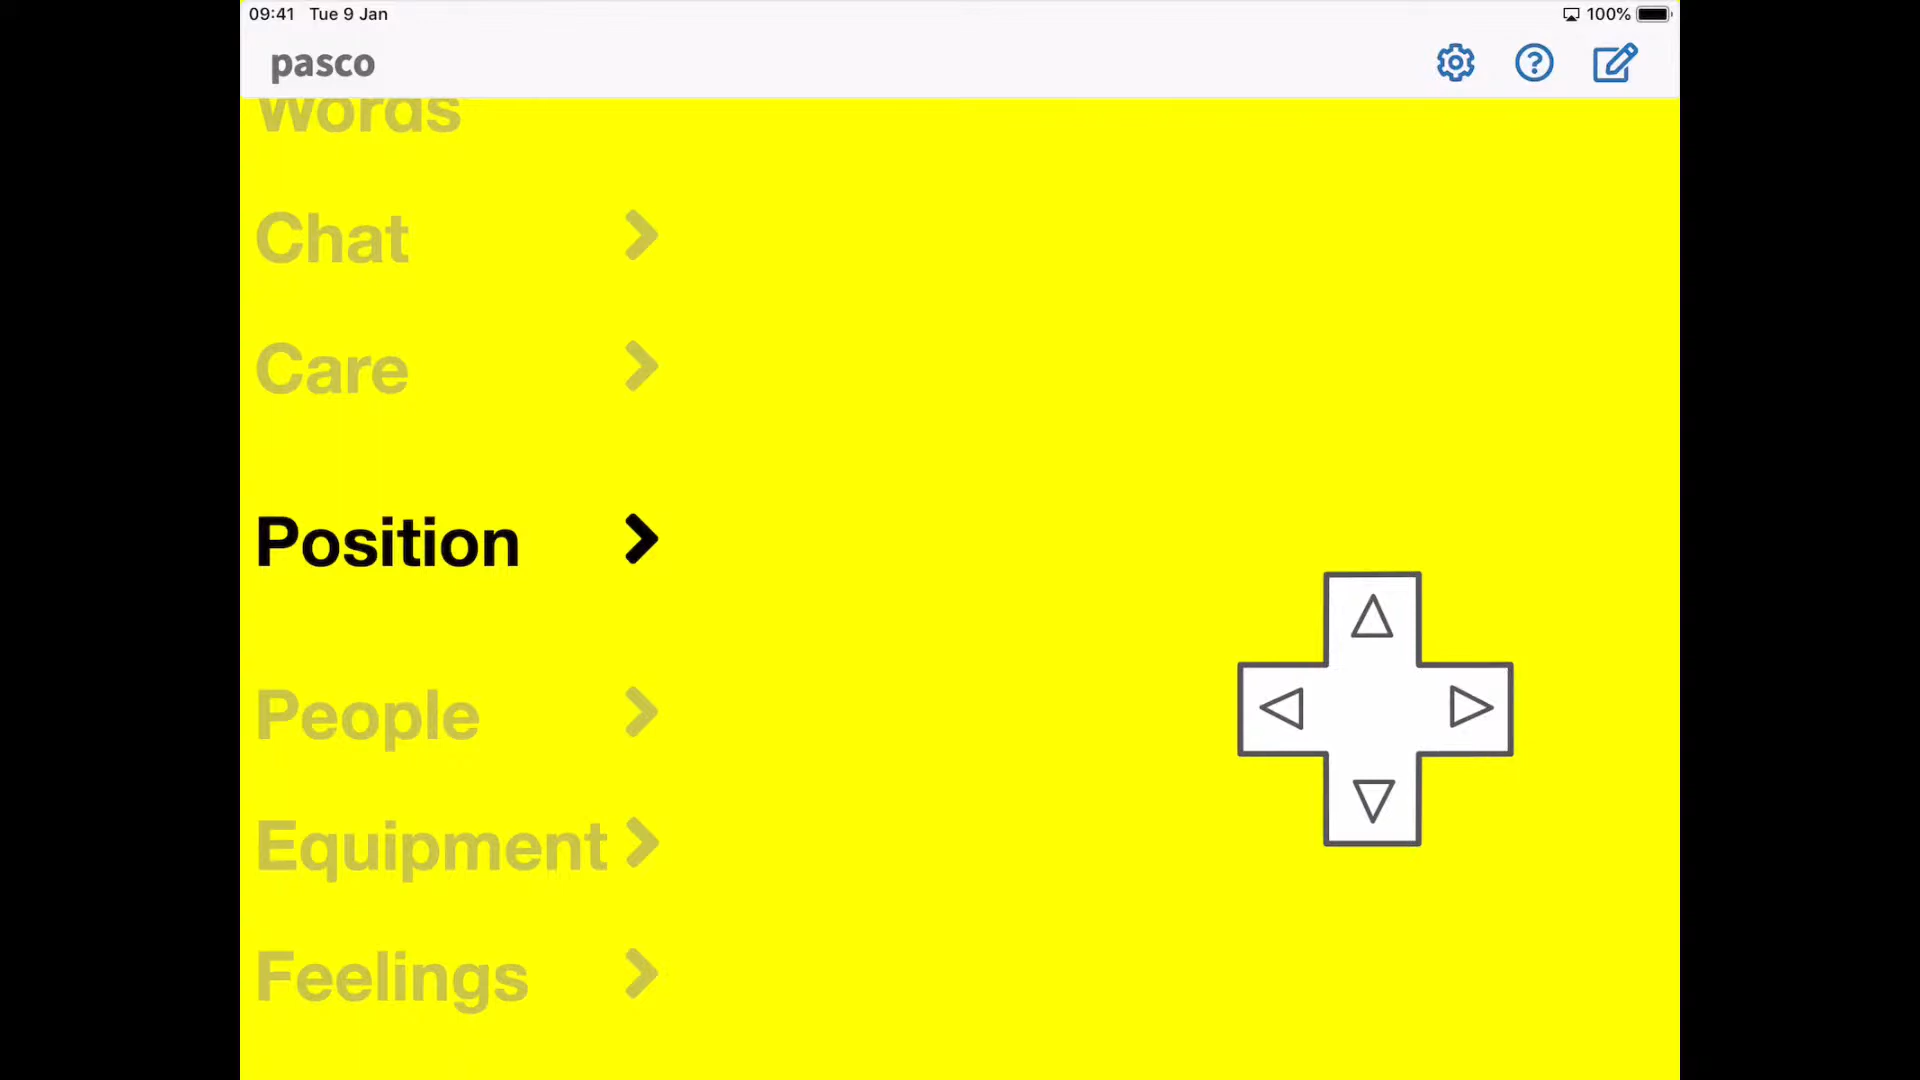 09:41 Tue 9 Jan 100%
pasco
Words
Chat
Care
Position
People
Equipment
Feelings